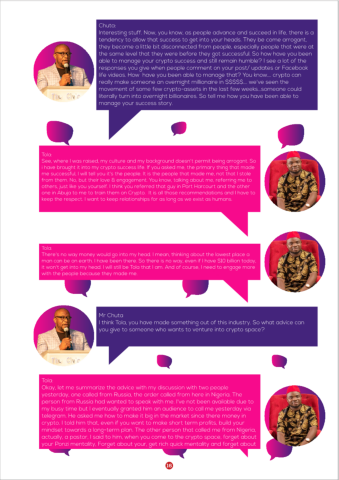 Chuta:
Interesting stuff. Now, you know, as people advance and succeed in life, there is a
tendency to allow that success to get into your heads. They be come arrogant,
they become a little bit disconnected from people, especially people that were at
the same level that they were before they got successful. So how have you been
able to manage your crypto success and still remain humble? I see a lot of the
responses you give when people comment on your post/ updates or Facebook
life videos. How have you been able to manage that? You know... crypto can
really make someone an overnight millionaire in $$$$$... we've seen the
movement of some few crypto-assets in the last few weeks, someone could
literally turn into overnight billionaires. So tell me how you have been able to
manage your success story.
Tola:
See, where I was raised, my culture and my background doesn't permit being arrogant. So
I have brought it into my crypto success life. If you asked me, the primary thing that made
me successful I will tell you it's the people. It is the people that made me, not that I stole
from them. No, but their love & engagement. You know, talking about me, referring me to
others, just like you yourself, I think you referred that guy in Port Harcourt and the other
one in Abuja to me to train them on Crypto. It is all those recommendations and I have to
keep the respect. I want to keep relationships for as long as we exist as humans.
Tola:
There's no way money would go into my head. I mean, thinking about the lowest place a
man can be on earth. I have been there. So there is no way, even if I have $10 billion today,
it won't get into my head. I will still be Tola that I am. And of course, I need to engage more
with the people because they made me.
Mr Chuta:
I think Tola, you have made something out of this industry. So what advice can
you give to someone who wants to venture into crypto space?
Tola:
Okay, let me summarize the advice with my discussion with two people
yesterday, one called from Russia, the order called from here in Nigeria. The
person from Russia had wanted to speak with me. I've not been available due to
my busy time but I eventually granted him an audience to call me yesterday via
telegram. He asked me how to make it big in the market since there money in
crypto. I told him that, even if you want to make short term profits, build your
mindset towards a long-term plan. The other person that called me from Nigeria,
actually, a pastor. I said to him, when you come to the crypto space, forget about
your Ponzi mentality. Forget about your, get rich quick mentality and forget about